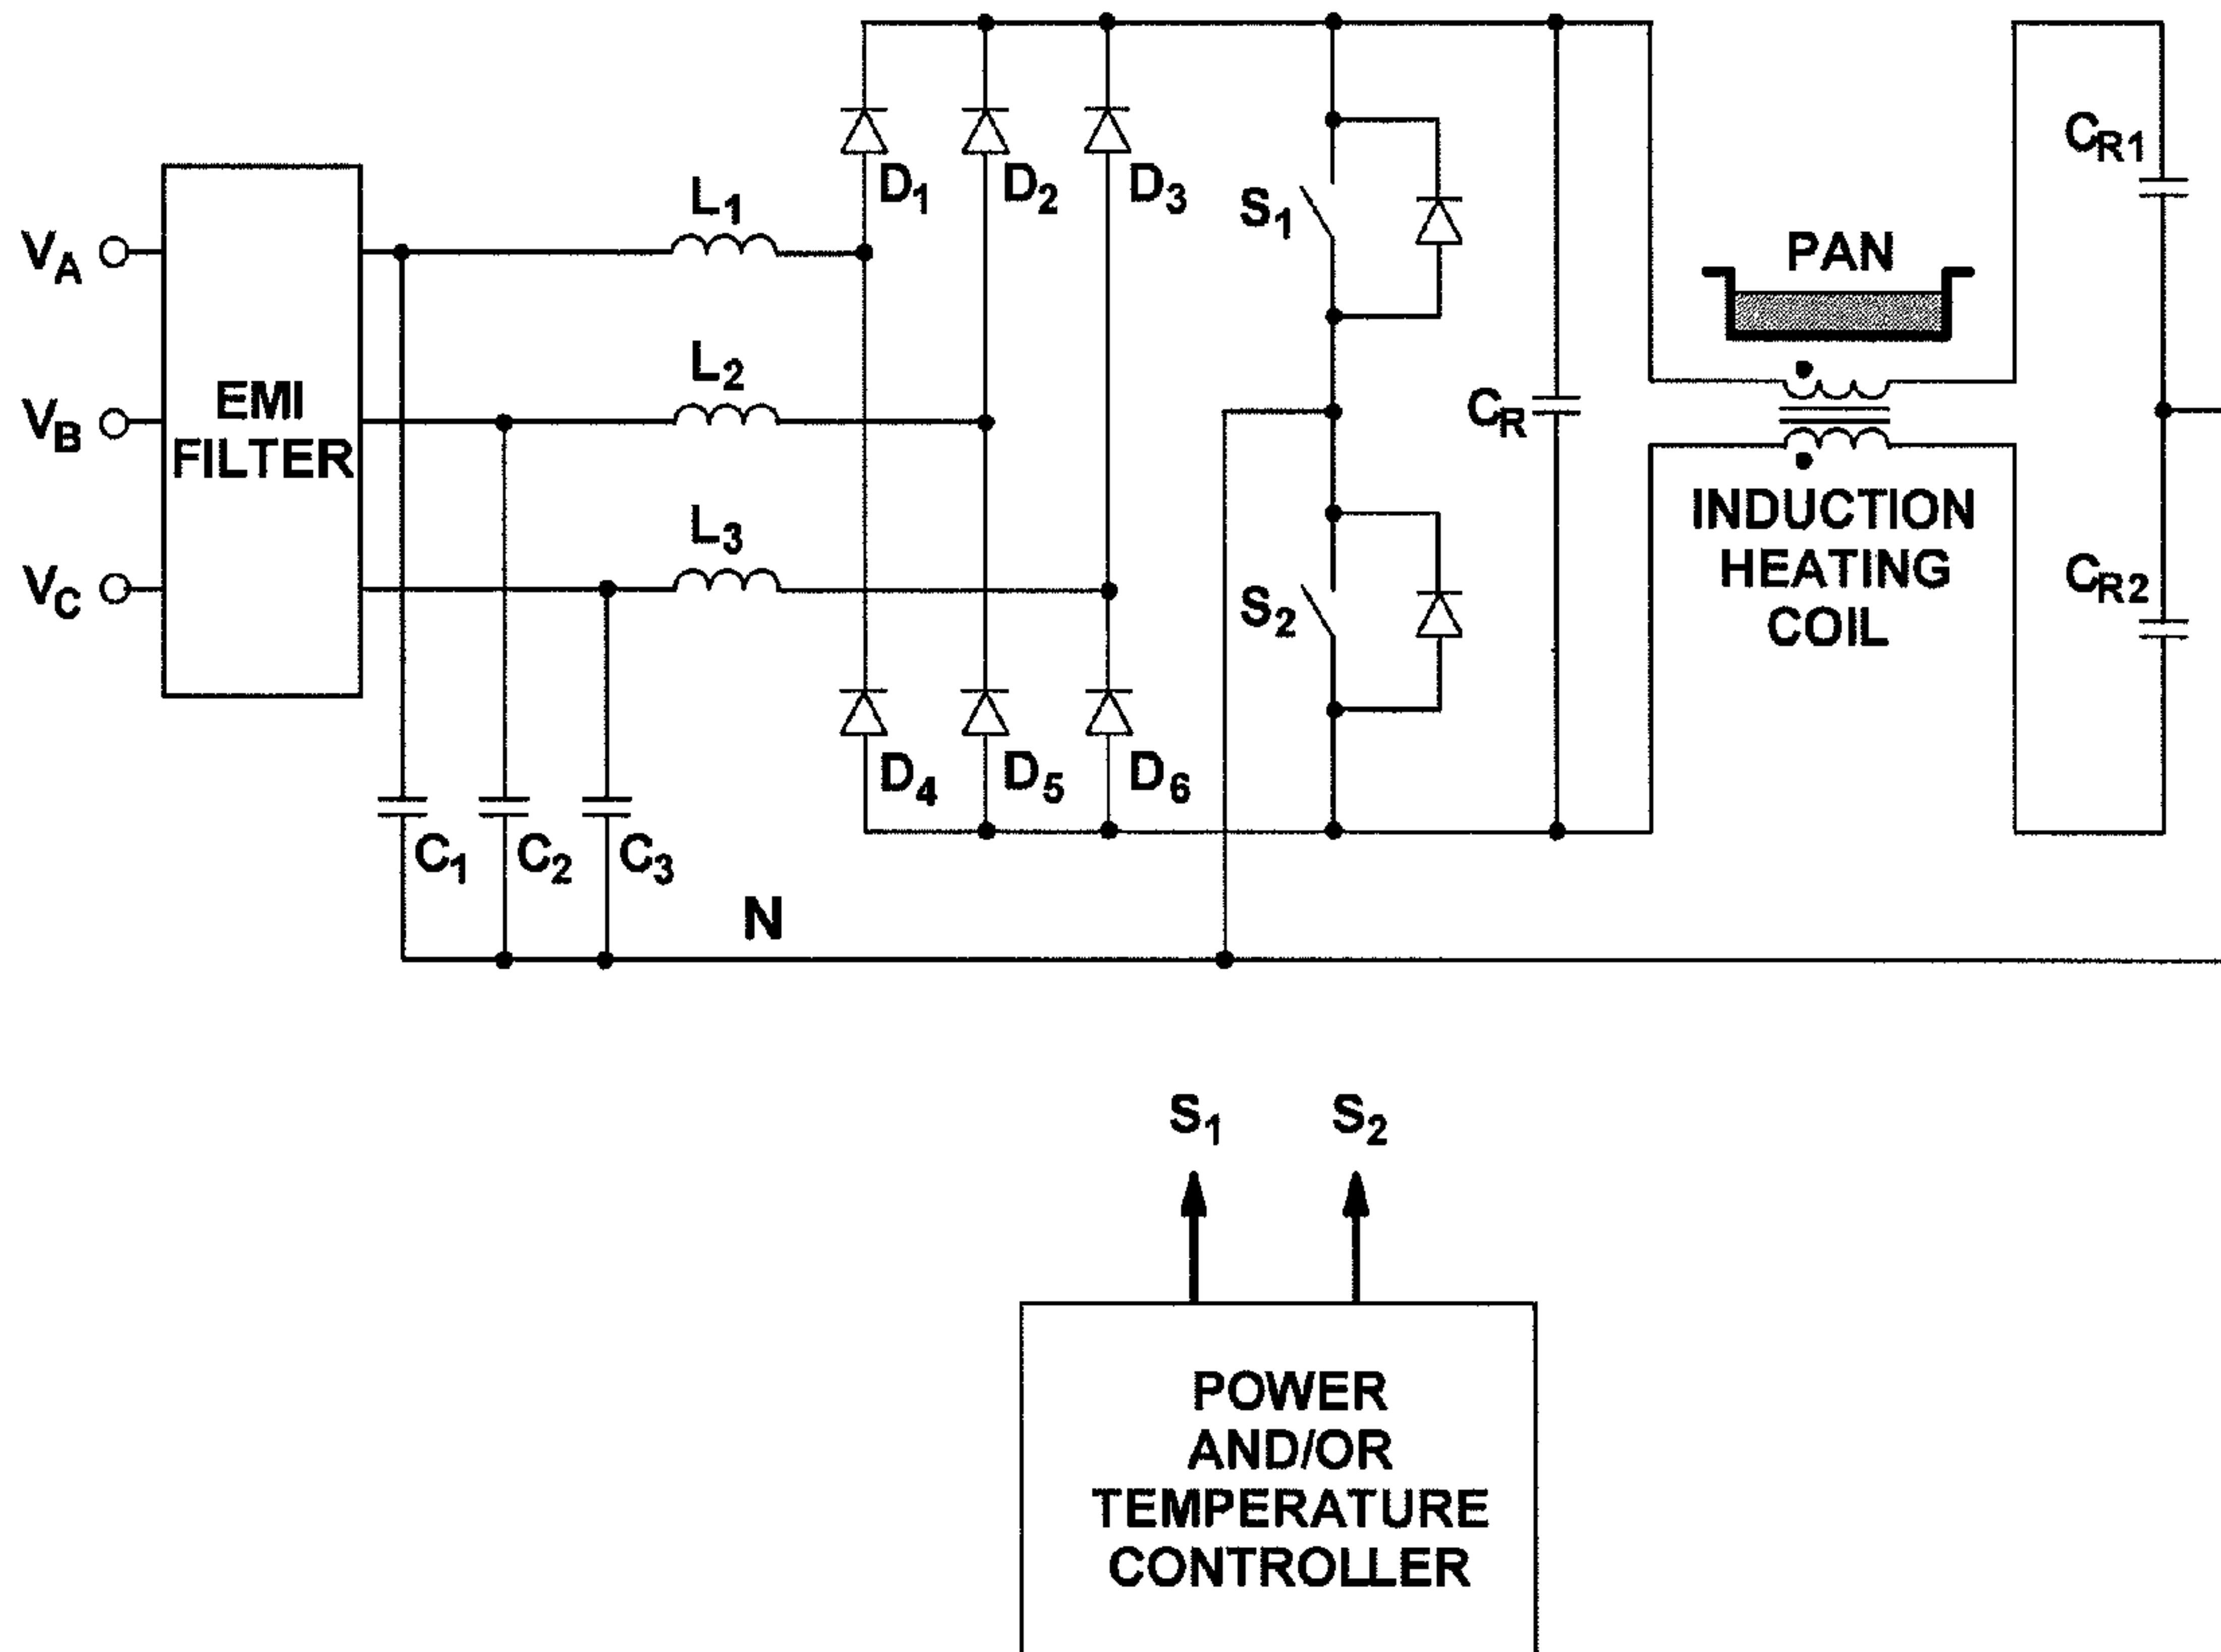 V_A
V_B
V_C
EMI
FILTER
L_1
L_2
L_3
C_1
C_2
C_3
N
D_1
D_2
D_3
D_4
D_5
D_6
S_1
S_2
C_R
PAN
INDUCTION
HEATING
COIL
C_R1
C_R2
S_1
S_2
POWER
AND/OR
TEMPERATURE
CONTROLLER